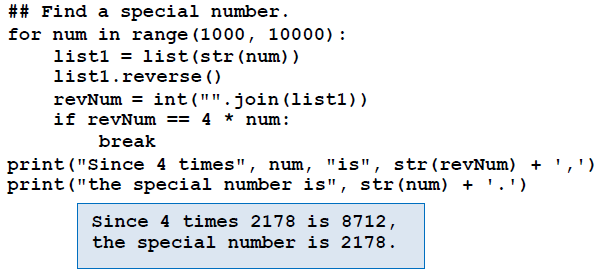 ## Find a special number.
for num in range(1000, 10000):
    list1 = list(str(num))
    list1.reverse()
    revNum = int("".join(list1))
    if revNum == 4 * num:
        break
print("Since 4 times", num, "is", str(revNum) + ',')
print("the special number is", str(num) + '.')
Since 4 times 2178 is 8712,
the special number is 2178.